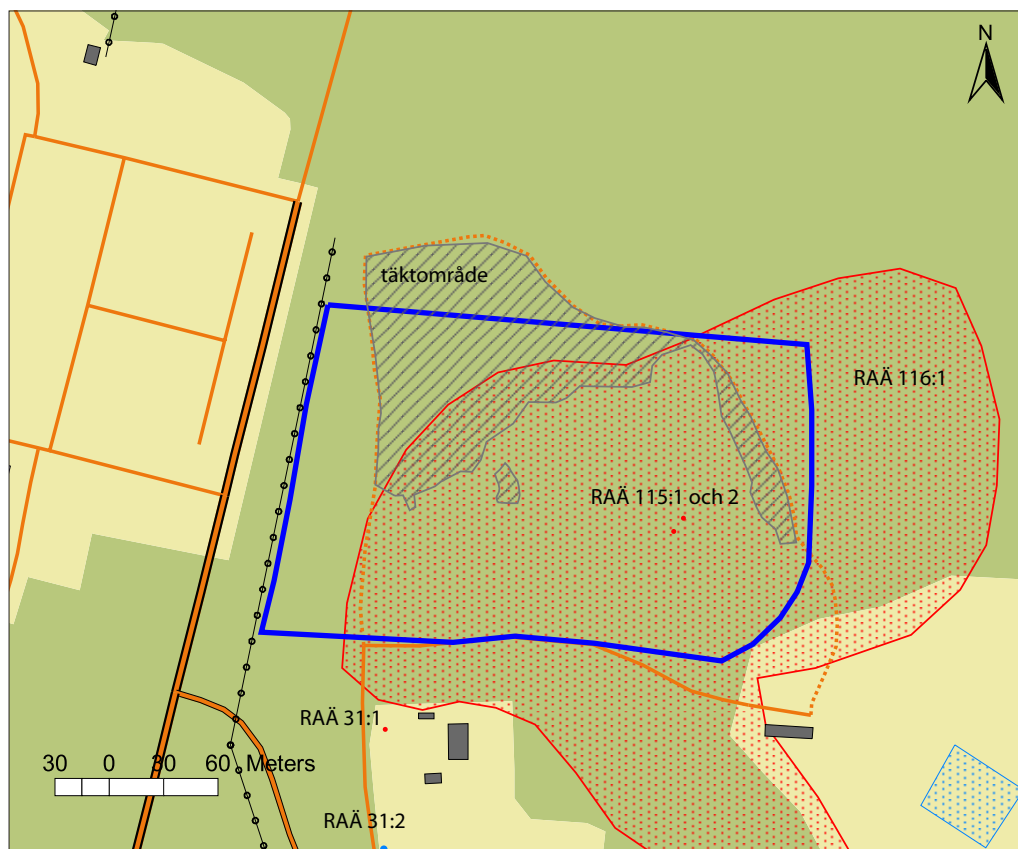 N
täktområde
RAÄ 116:1
RAÄ 115:1 och 2
RAÄ 31:1
30 0 30 60 Meters
RAÄ 31:2